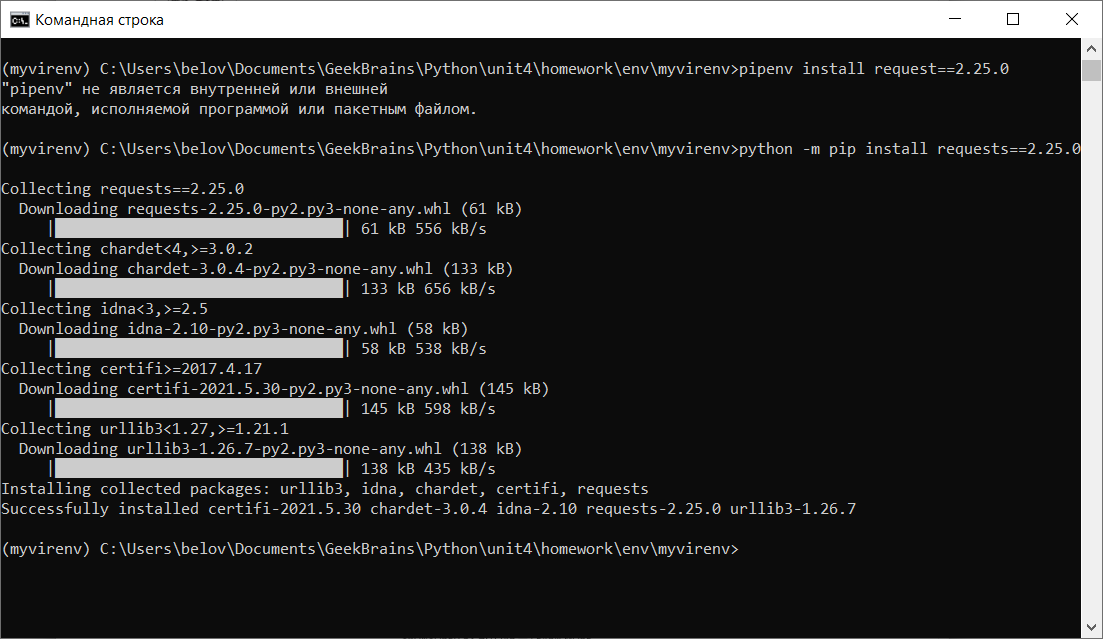 Командная строка
(myvirenv) C:\Users\belov\Documents\GeekBrains\Python\unit4\homework\env\myvirenv>pipenv install request==2.25.0
"pipenv" не является внутренней или внешней
командой, исполняемой программой или пакетным файлом.
(myvirenv) C:\Users\belov\Documents\GeekBrains\Python\unit4\homework\env\myvirenv>python -m pip install requests==2.25.0
Collecting requests==2.25.0
Downloading requests-2.25.0-py2.py3-none-any.whl (61 kB)
|████████████████████████████████| 61 kB 556 kB/s
Collecting chardet<4,>=3.0.2
Downloading chardet-3.0.4-py2.py3-none-any.whl (133 kB)
|████████████████████████████████| 133 kB 656 kB/s
Collecting idna<3,>=2.5
Downloading idna-2.10-py2.py3-none-any.whl (58 kB)
|████████████████████████████████| 58 kB 538 kB/s
Collecting certifi>=2017.4.17
Downloading certifi-2021.5.30-py2.py3-none-any.whl (145 kB)
|████████████████████████████████| 145 kB 598 kB/s
Collecting urllib3<1.27,>=1.21.1
Downloading urllib3-1.26.7-py2.py3-none-any.whl (138 kB)
|████████████████████████████████| 138 kB 435 kB/s
Installing collected packages: urllib3, idna, chardet, certifi, requests
Successfully installed certifi-2021.5.30 chardet-3.0.4 idna-2.10 requests-2.25.0 urllib3-1.26.7
(myvirenv) C:\Users\belov\Documents\GeekBrains\Python\unit4\homework\env\myvirenv>